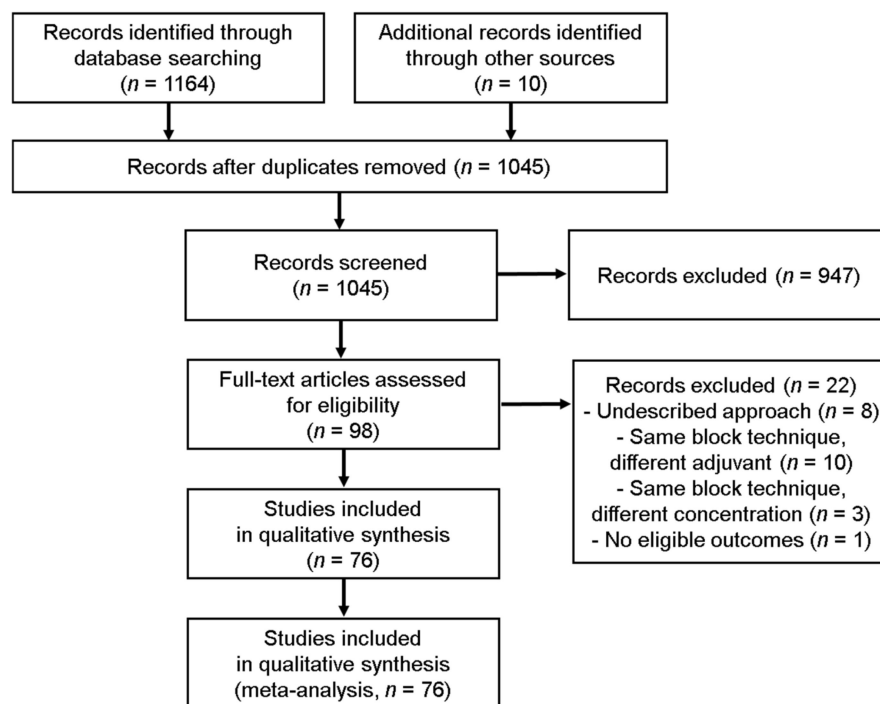 Records identified through
database searching
(n = 1164)
Additional records identified
through other sources
(n = 10)
Records after duplicates removed (n = 1045)
Records screened
(n = 1045)
Records excluded (n = 947)
Full-text articles assessed
for eligibility
(n = 98)
Records excluded (n = 22)
- Undescribed approach (n = 8)
- Same block technique,
different adjuvant (n = 10)
- Same block technique,
different concentration (n = 3)
- No eligible outcomes (n = 1)
Studies included
in qualitative synthesis
(n = 76)
Studies included
in qualitative synthesis
(meta-analysis, n = 76)